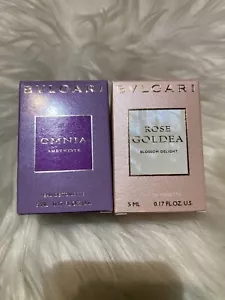 BVLGARI
OMNIA
AMETHYSTE
BVLGARI
ROSE
GOLDEA
BLOSSOM DELIGHT
5 ML 0.17 FL.OZ. U.S.